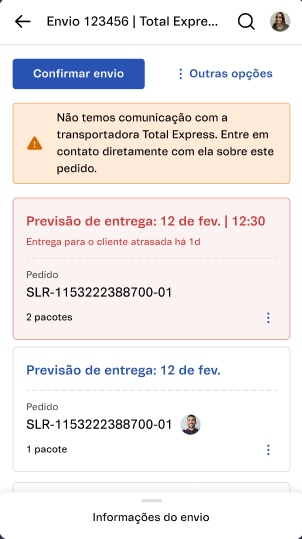 Envio 123456 | Total Expre...
Confirmar envio
Outras opções
Não temos comunicação com a
transportadora Total Express. Entre em
contato diretamente com ela sobre este
pedido.
Previsão de entrega: 12 de fev. | 12:30
Entrega para o cliente atrasada há 1d
Pedido
SLR-1153222388700-01
2 pacotes
Previsão de entrega: 12 de fev.
Pedido
SLR-1153222388700-01
1 pacote
Informações do envio